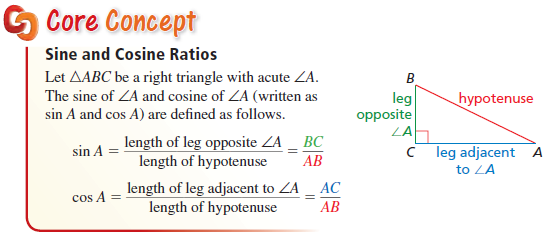 Core Concept
Sine and Cosine Ratios
Let △ABC be a right triangle with acute ∠A.
The sine of ∠A and cosine of ∠A (written as
sin A and cos A) are defined as follows.
sin A = length of leg opposite ∠A / length of hypotenuse = BC / AB
cos A = length of leg adjacent to ∠A / length of hypotenuse = AC / AB
B
leg
opposite
∠A
hypotenuse
C
leg adjacent
to ∠A
A